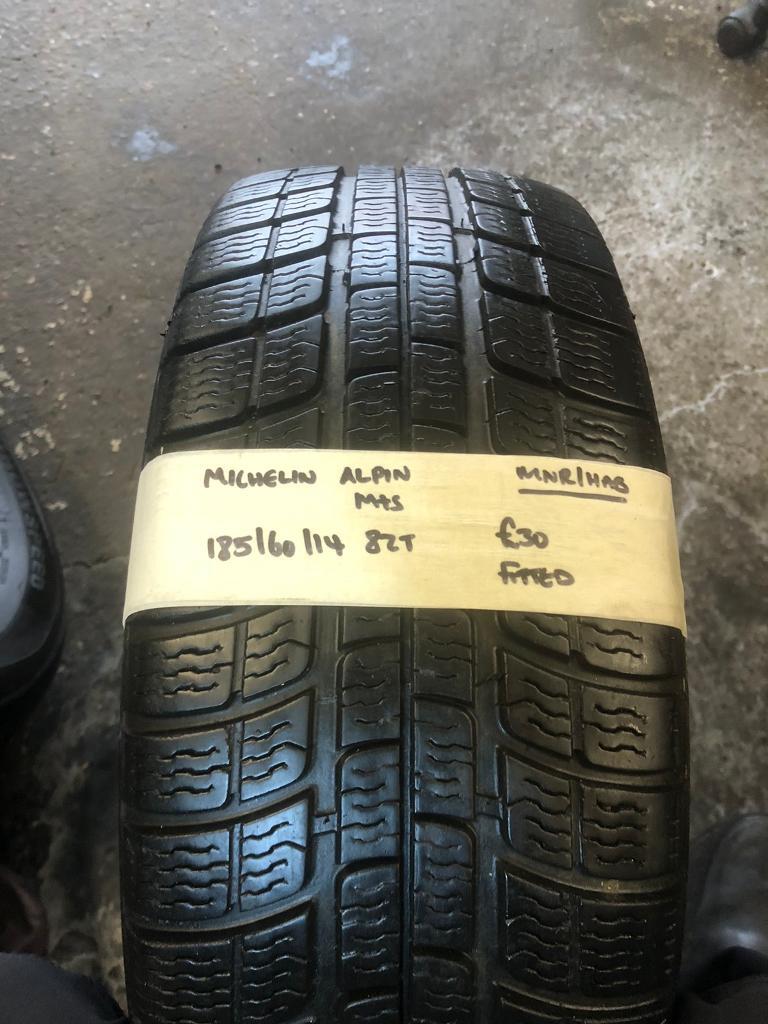 MICHELIN ALPIN MNR/HAB
M+S
185/60/14 82T £30
FITTED